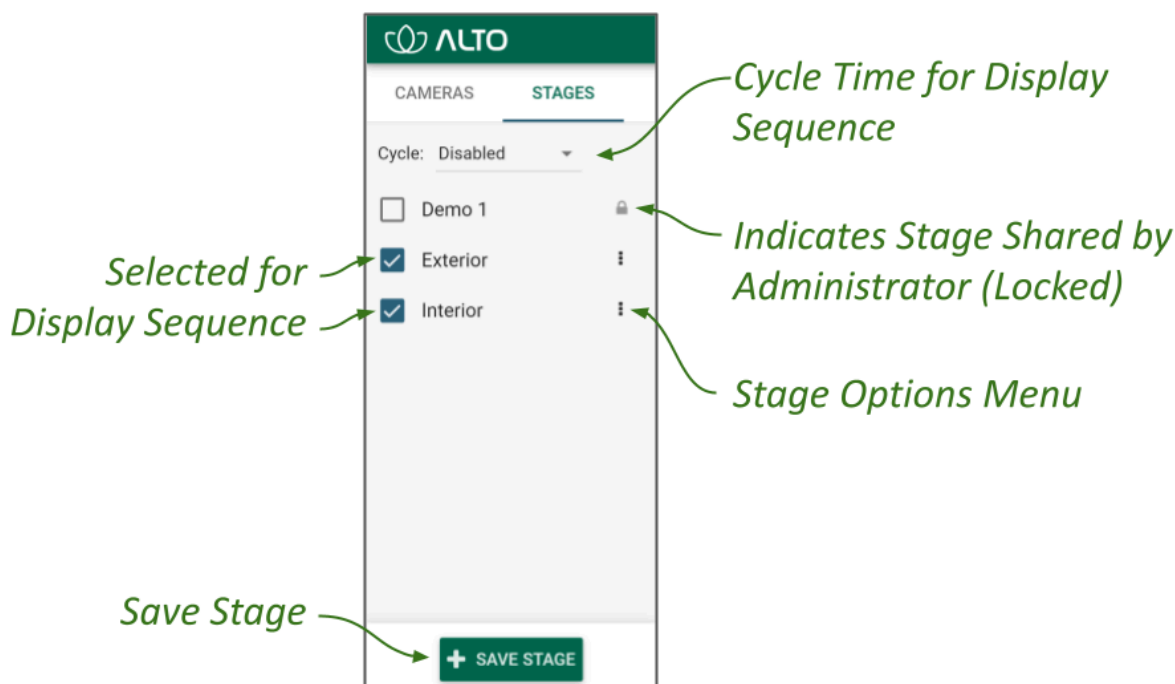 ALTO
CAMERAS STAGES
Cycle Time for Display
Sequence
Cycle: Disabled
Demo 1
Indicates Stage Shared by
Administrator (Locked)
Selected for
Display Sequence
Exterior
Interior
Stage Options Menu
Save Stage
+ SAVE STAGE